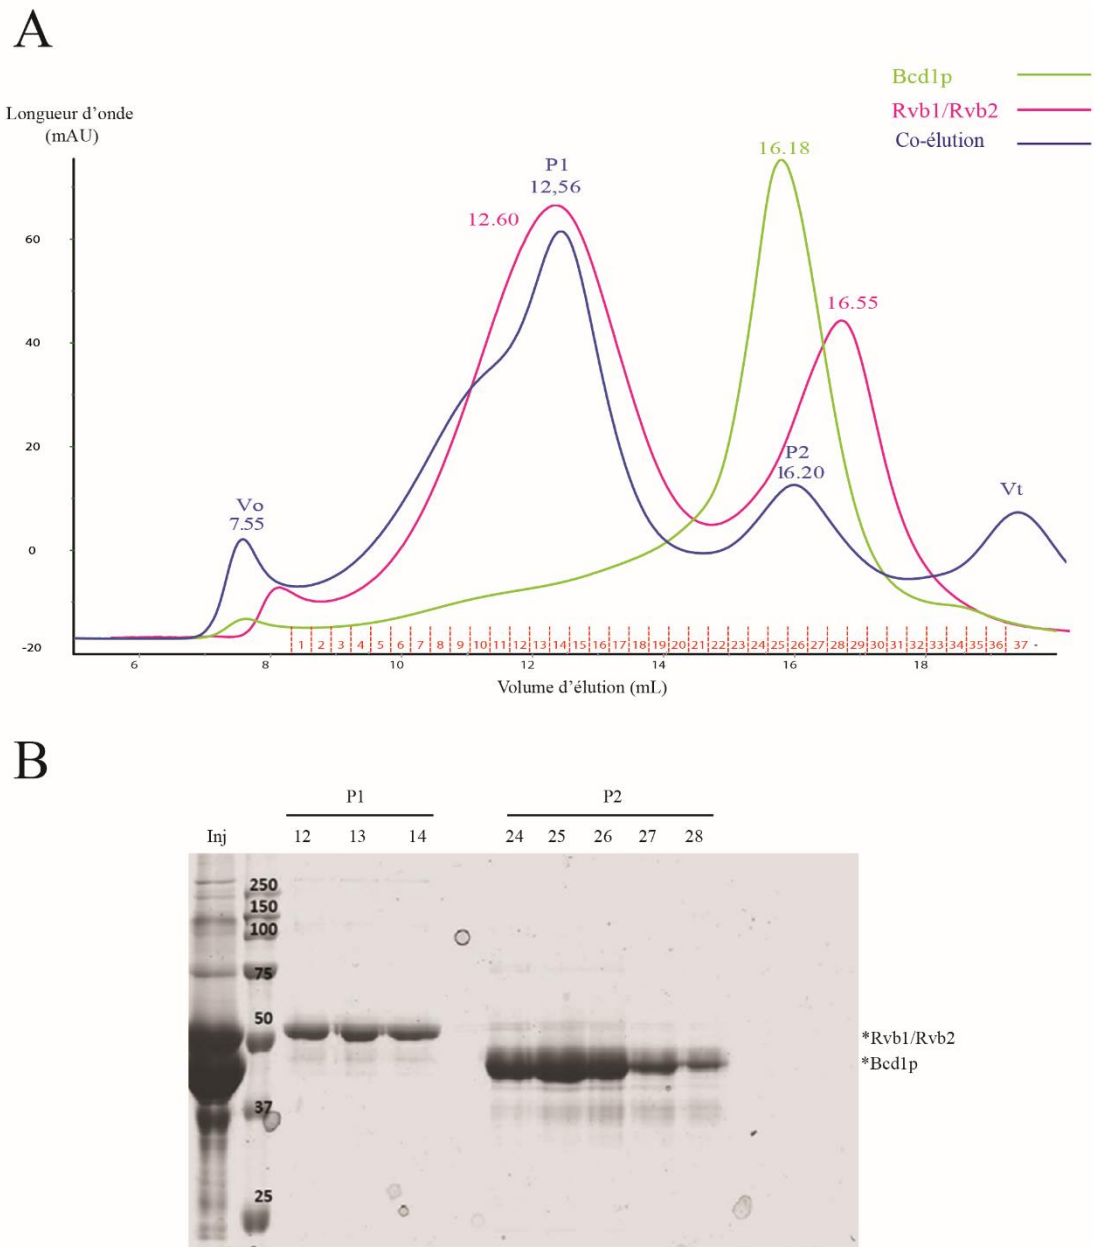 A
Longueur d'onde
(mAU)
Bcd1p
Rvb1/Rvb2
Co-élution
P1
12,56
12.60
16.18
16.55
P2
16.20
Vo
7.55
Vt
60
40
20
0
-20
1 2 3 4 5 6 7 8 9 10 11 12 13 14 15 16 17 18 19 20 21 22 23 24 25 26 27 28 29 30 31 32 33 34 35 36 37
6 8 10 12 14 16 18
Volume d'élution (mL)
B
P1 P2
Inj 12 13 14 24 25 26 27 28
250
150
100
75
50
*Rvb1/Rvb2
*Bcd1p
37
25